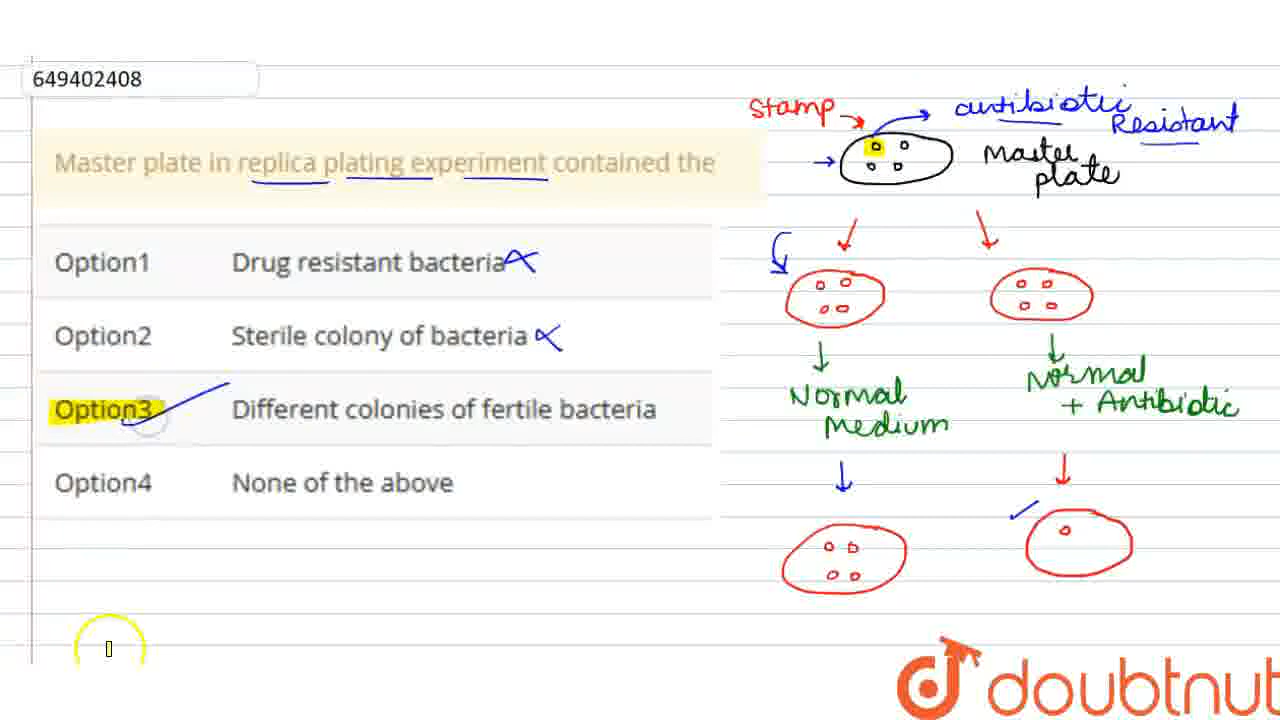 649402408
Master plate in replica plating experiment contained the
Option1 Drug resistant bacteria
Option2 Sterile colony of bacteria
Option3 Different colonies of fertile bacteria
Option4 None of the above
Stamp
antibiotic
Resistant
Master
plate
Normal
Medium
Normal
+ Antibiotic
doubtnut